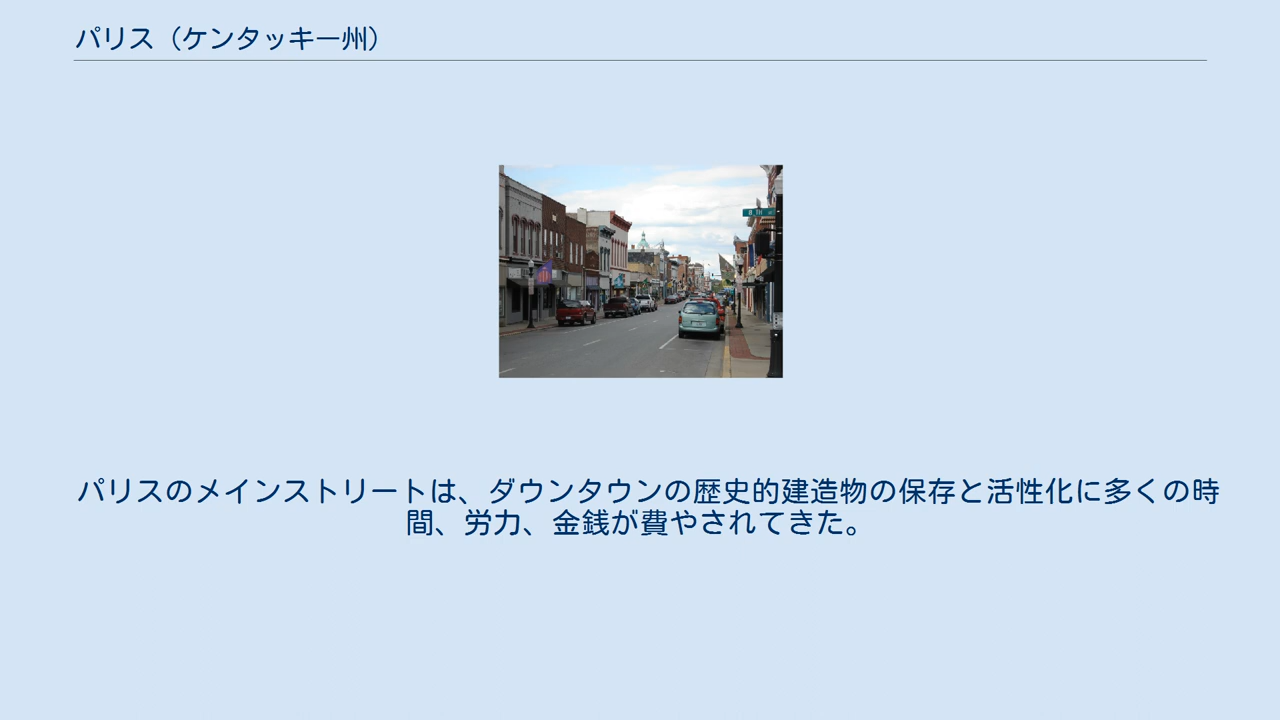 パリス（ケンタッキー州）
8 TH
パリスのメインストリートは、ダウンタウンの歴史的建造物の保存と活性化に多くの時
間、労力、金銭が費やされてきた。